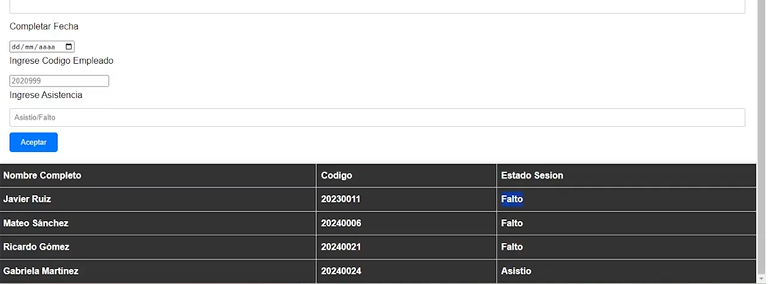 Completar Fecha
dd/mm/aaaa
Ingrese Codigo Empleado
2020999
Ingrese Asistencia
Asistio/Falto
Aceptar
Nombre Completo Codigo Estado Sesion
Javier Ruiz 20230011 Falto
Mateo Sánchez 20240006 Falto
Ricardo Gómez 20240021 Falto
Gabriela Martínez 20240024 Asistio